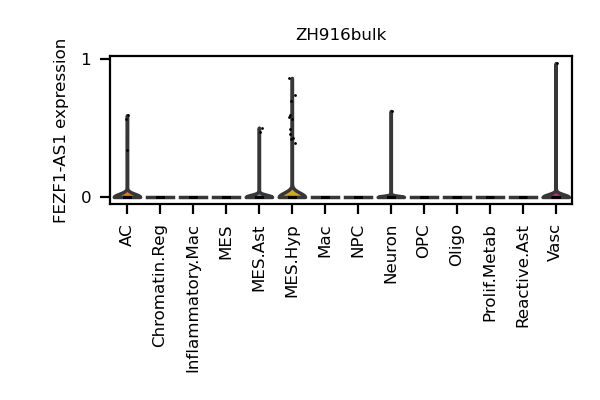 ZH916bulk
FEZF1-AS1 expression
1
0
AC
Chromatin.Reg
Inflammatory.Mac
MES
MES.Ast
MES.Hyp
Mac
NPC
Neuron
OPC
Oligo
Prolif.Metab
Reactive.Ast
Vasc